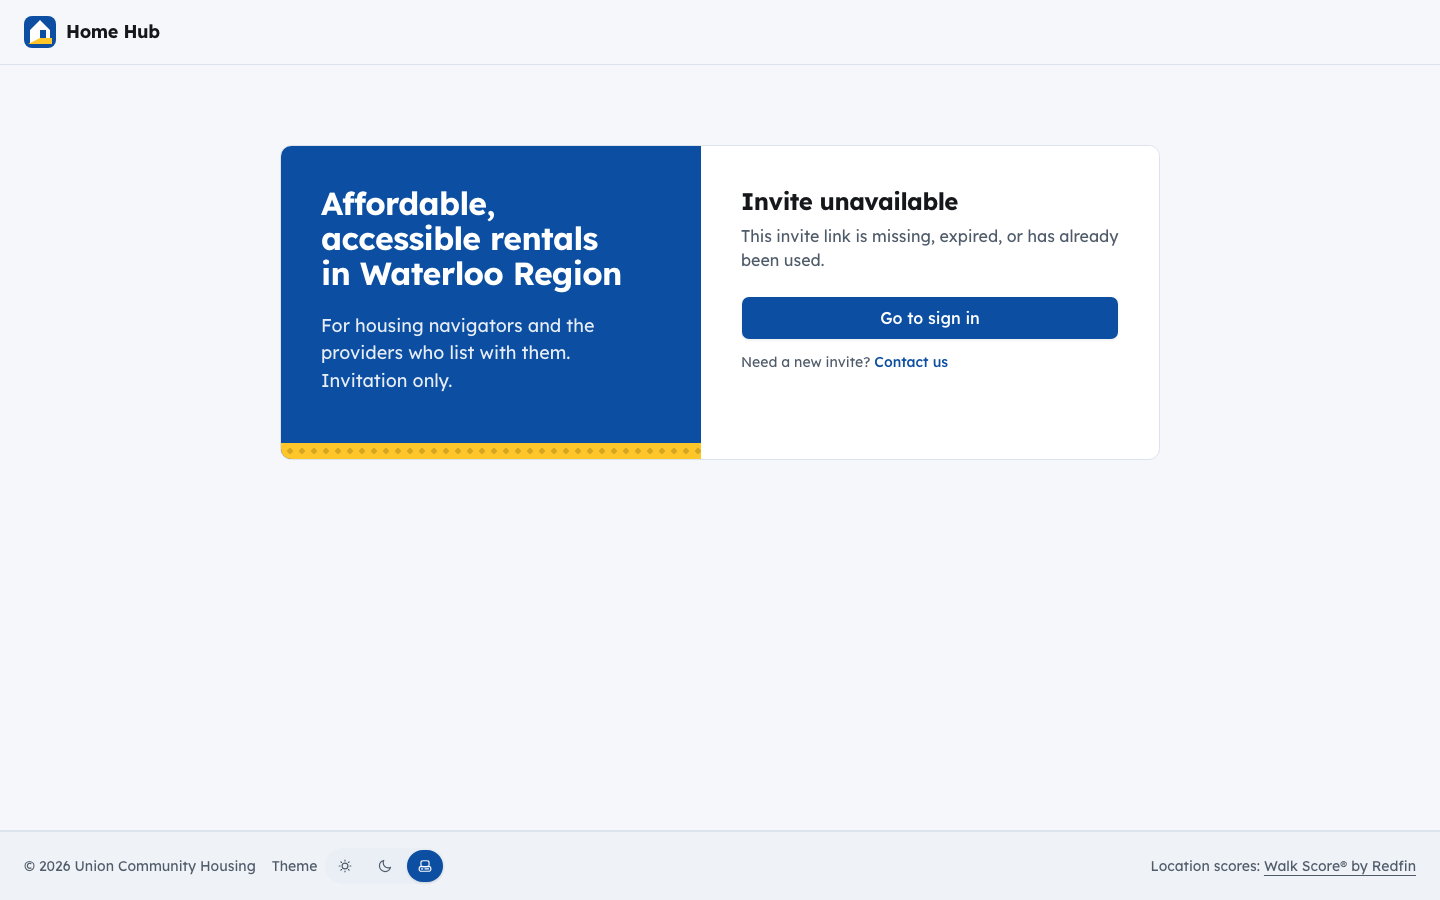 Home Hub
Affordable,
accessible rentals
in Waterloo Region
For housing navigators and the
providers who list with them.
Invitation only.
Invite unavailable
This invite link is missing, expired, or has already
been used.
Go to sign in
Need a new invite? Contact us
© 2026 Union Community Housing Theme
Location scores: Walk Score® by Redfin